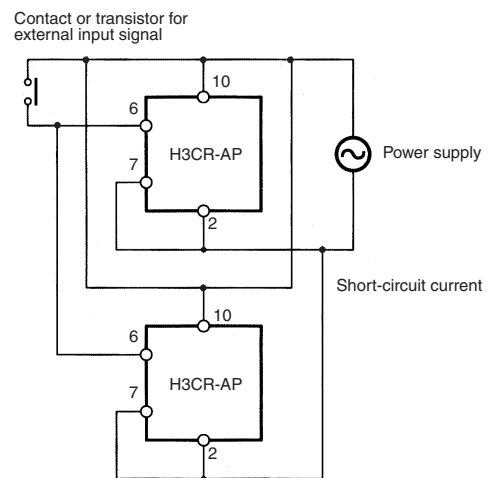 Contact or transistor for
external input signal
10
6
H3CR-AP
7
2
Power supply
Short-circuit current
10
6
H3CR-AP
7
2